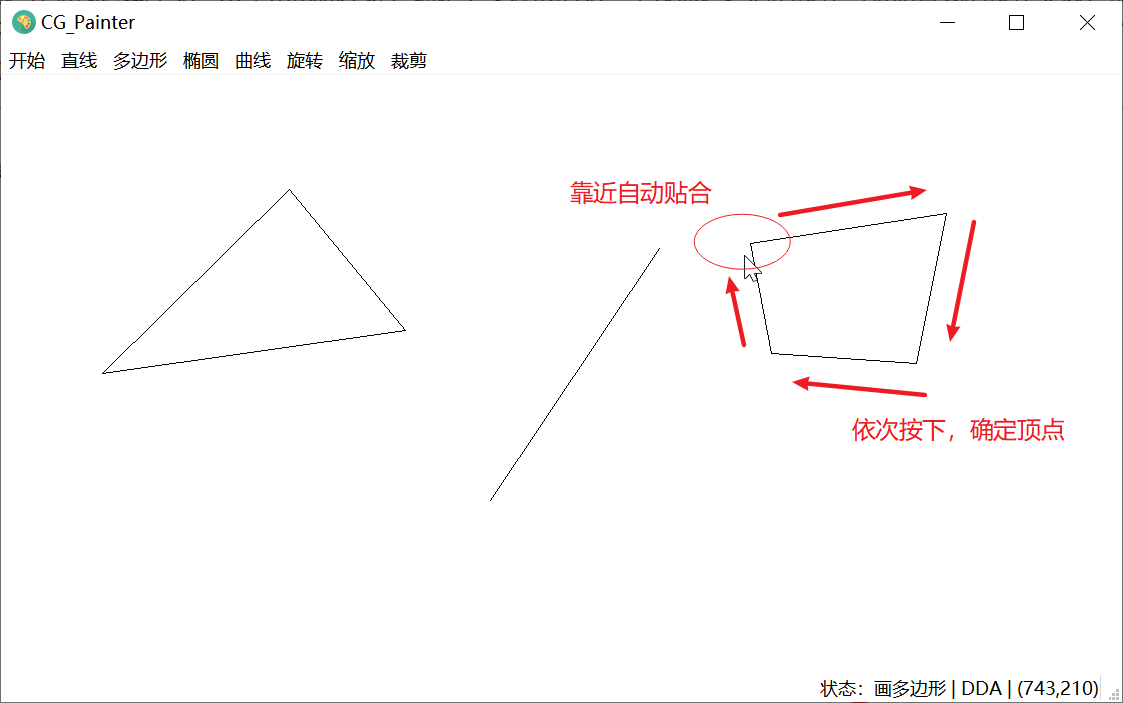 CG_Painter
开始 直线 多边形 椭圆 曲线 旋转 缩放 裁剪
靠近自动贴合
依次按下，确定顶点
状态：画多边形 | DDA | (743,210)